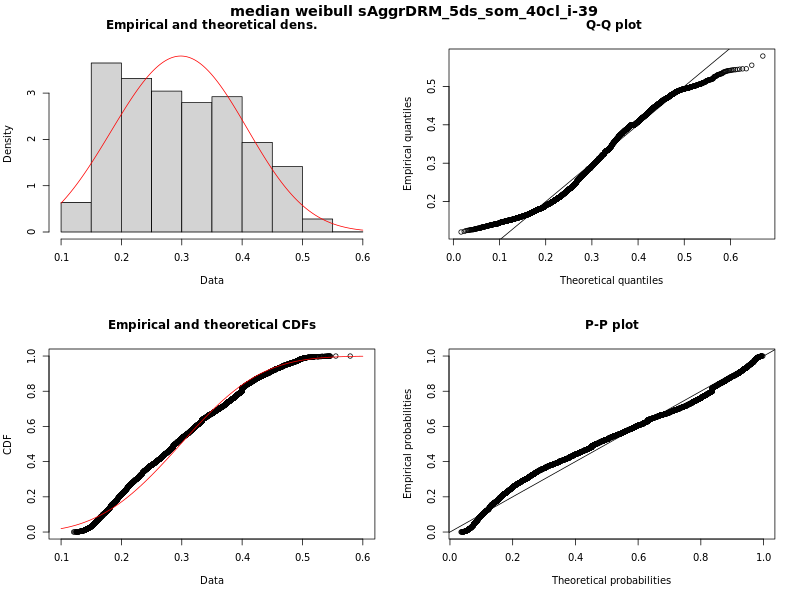 median weibull sAggrDRM_5ds_som_40cl_i-39
Empirical and theoretical dens.
Density
0 1 2 3
0.1 0.2 0.3 0.4 0.5 0.6
Data
Q-Q plot
Empirical quantiles
0.2 0.3 0.4 0.5
0.0 0.1 0.2 0.3 0.4 0.5 0.6
Theoretical quantiles
Empirical and theoretical CDFs
CDF
0.0 0.2 0.4 0.6 0.8 1.0
0.1 0.2 0.3 0.4 0.5 0.6
Data
P-P plot
Empirical probabilities
0.0 0.2 0.4 0.6 0.8 1.0
0.0 0.2 0.4 0.6 0.8 1.0
Theoretical probabilities